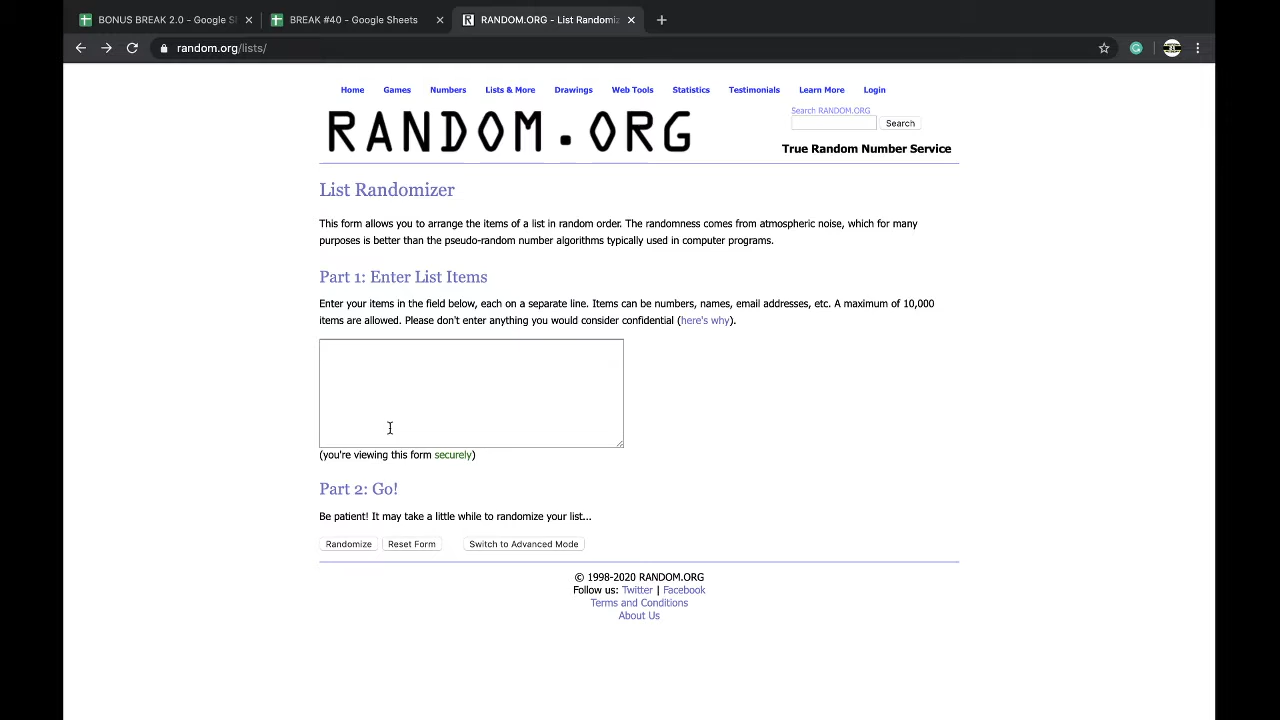 BONUS BREAK 2.0 - Google S
BREAK #40 - Google Sheets
RANDOM.ORG - List Randomiz
random.org/lists/
Home Games Numbers Lists & More Drawings Web Tools Statistics Testimonials Learn More Login
RANDOM.ORG
Search RANDOM.ORG
Search
True Random Number Service
List Randomizer
This form allows you to arrange the items of a list in random order. The randomness comes from atmospheric noise, which for many
purposes is better than the pseudo-random number algorithms typically used in computer programs.
Part 1: Enter List Items
Enter your items in the field below, each on a separate line. Items can be numbers, names, email addresses, etc. A maximum of 10,000
items are allowed. Please don't enter anything you would consider confidential (here's why).
(you're viewing this form securely)
Part 2: Go!
Be patient! It may take a little while to randomize your list...
Randomize Reset Form Switch to Advanced Mode
© 1998-2020 RANDOM.ORG
Follow us: Twitter | Facebook
Terms and Conditions
About Us